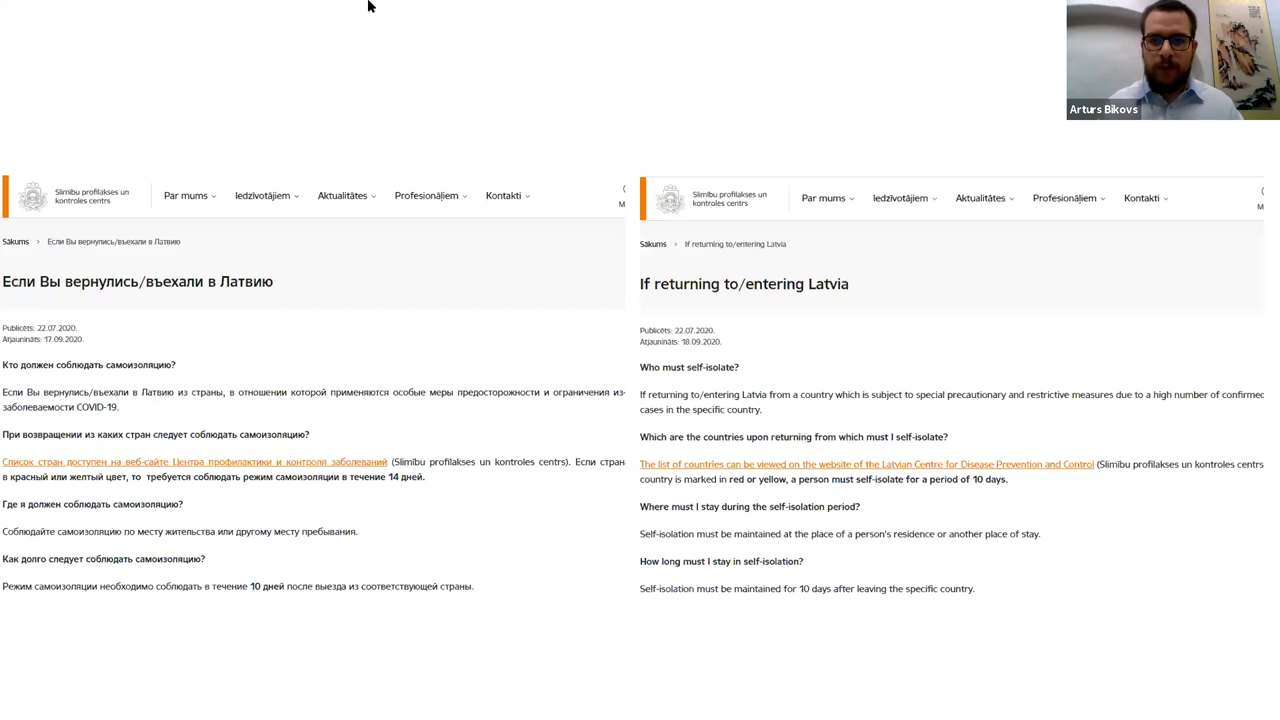 Arturs Bikovs
Slimību profilakses un
kontroles centrs
Par mums
Iedzīvotājiem
Aktualitātes
Profesionāļiem
Kontakti
M
Sākums > Если Вы вернулись/въехали в Латвию
Если Вы вернулись/въехали в Латвию
Publicēts: 22.07.2020.
Atjaunināts: 17.09.2020.
Кто должен соблюдать самоизоляцию?
Если Вы вернулись/въехали в Латвию из страны, в отношении которой применяются особые меры предосторожности и ограничения из-
заболеваемости COVID-19.
При возвращении из каких стран следует соблюдать самоизоляцию?
Список стран доступен на веб-сайте Центра профилактики и контроля заболеваний (Slimību profilakses un kontroles centrs). Если стран
в красный или желтый цвет, то требуется соблюдать режим самоизоляции в течение 14 дней.
Где я должен соблюдать самоизоляцию?
Соблюдайте самоизоляцию по месту жительства или другому месту пребывания.
Как долго следует соблюдать самоизоляцию?
Режим самоизоляции необходимо соблюдать в течение 10 дней после выезда из соответствующей страны.
Slimību profilakses un
kontroles centrs
Par mums
Iedzīvotājiem
Aktualitātes
Profesionāļiem
Kontakti
M
Sākums > If returning to/entering Latvia
If returning to/entering Latvia
Publicēts: 22.07.2020.
Atjaunināts: 18.09.2020.
Who must self-isolate?
If returning to/entering Latvia from a country which is subject to special precautionary and restrictive measures due to a high number of confirmed
cases in the specific country.
Which are the countries upon returning from which must I self-isolate?
The list of countries can be viewed on the website of the Latvian Centre for Disease Prevention and Control (Slimību profilakses un kontroles centrs
country is marked in red or yellow, a person must self-isolate for a period of 10 days.
Where must I stay during the self-isolation period?
Self-isolation must be maintained at the place of a person's residence or another place of stay.
How long must I stay in self-isolation?
Self-isolation must be maintained for 10 days after leaving the specific country.